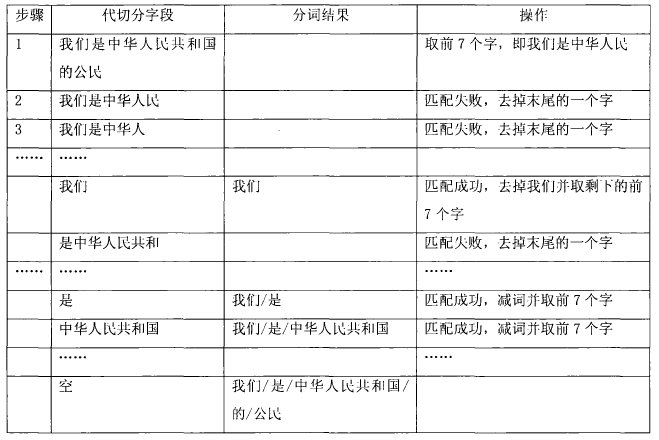 步骤 代切分字段 分词结果 操作
1 我们是中华人民共和国 取前7个字，即我们是中华人民
的公民
2 我们是中华人民 匹配失败，去掉末尾的一个字
3 我们是中华人 匹配失败，去掉末尾的一个字
…… ……
我们 我们 匹配成功，去掉我们并取剩下的前
7个字
是中华人民共和 匹配失败，去掉末尾的一个字
…… …… ……
是 我们/是 匹配成功，减词并取前7个字
中华人民共和国 我们/是/中华人民共和国 匹配成功，减词并取前7个字
…… ……
空 我们/是/中华人民共和国/
的/公民